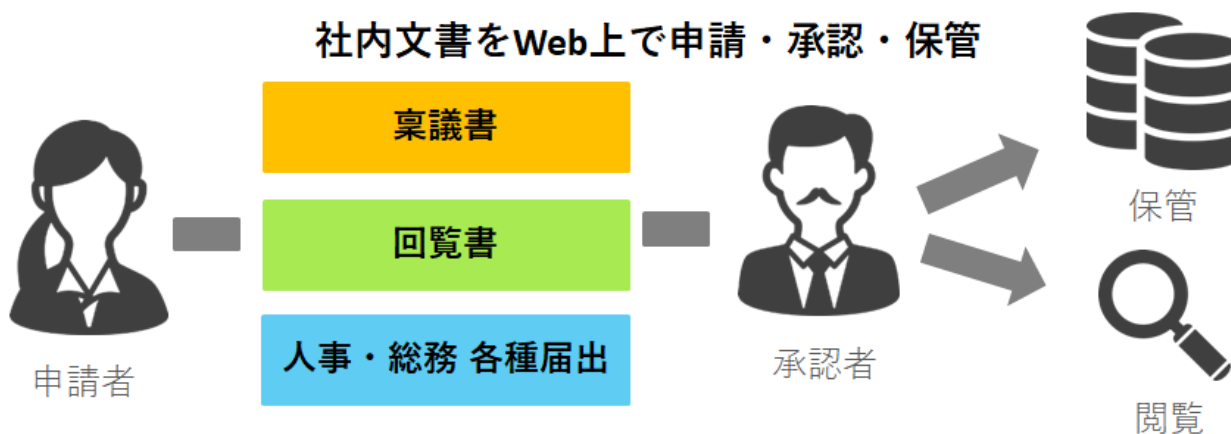 社内文書をWeb上で申請・承認・保管
稟議書
回覧書
人事・総務 各種届出
申請者
承認者
保管
閲覧